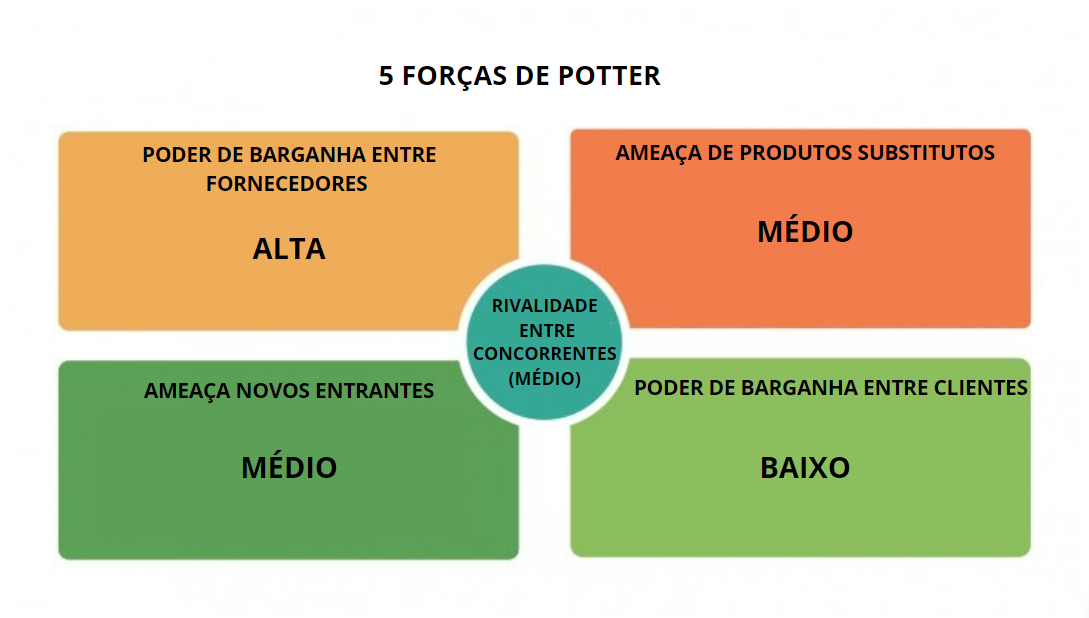 5 FORÇAS DE POTTER
PODER DE BARGANHA ENTRE
FORNECEDORES
ALTA
AMEAÇA DE PRODUTOS SUBSTITUTOS
MÉDIO
RIVALIDADE
ENTRE
CONCORRENTES
(MÉDIO)
AMEAÇA NOVOS ENTRANTES
MÉDIO
PODER DE BARGANHA ENTRE CLIENTES
BAIXO